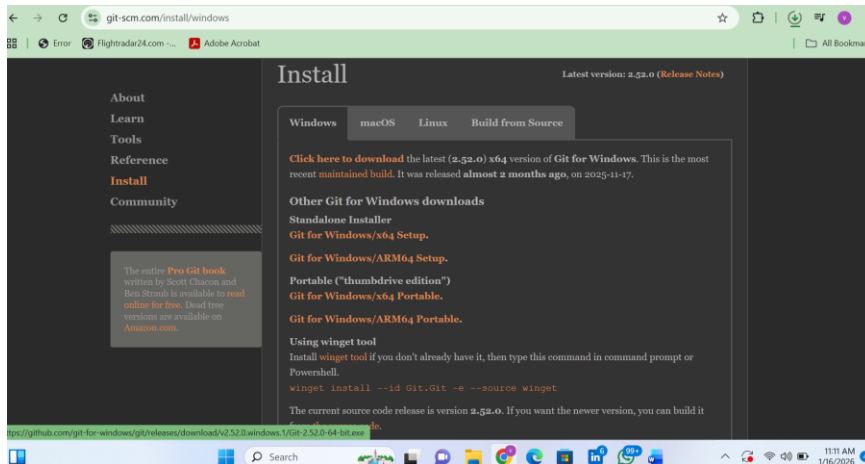 git-scm.com/install/windows
Error
Flightradar24.com -...
Adobe Acrobat
All Bookmar
Install
Latest version: 2.52.0 (Release Notes)
About
Learn
Tools
Reference
Install
Community
The entire Pro Git book
written by Scott Chacon and
Ben Straub is available to read
online for free. Dead tree
versions are available on
Amazon.com.
Windows
macOS
Linux
Build from Source
Click here to download the latest (2.52.0) x64 version of Git for Windows. This is the most
recent maintained build. It was released almost 2 months ago, on 2025-11-17.
Other Git for Windows downloads
Standalone Installer
Git for Windows/x64 Setup.
Git for Windows/ARM64 Setup.
Portable ("thumbdrive edition")
Git for Windows/x64 Portable.
Git for Windows/ARM64 Portable.
Using winget tool
Install winget tool if you don't already have it, then type this command in command prompt or
Powershell.
winget install --id Git.Git -e --source winget
The current source code release is version 2.52.0. If you want the newer version, you can build it
ttps://github.com/git-for-windows/git/releases/download/v2.52.0.windows.1/Git-2.52.0-64-bit.exe
Search
6
99+
11:11 AM
1/16/2026